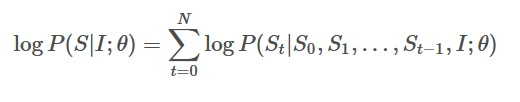 log P(S|I; θ) = ∑_{t=0}^{N} log P(S_t|S_0, S_1, . . . , S_{t−1}, I; θ)